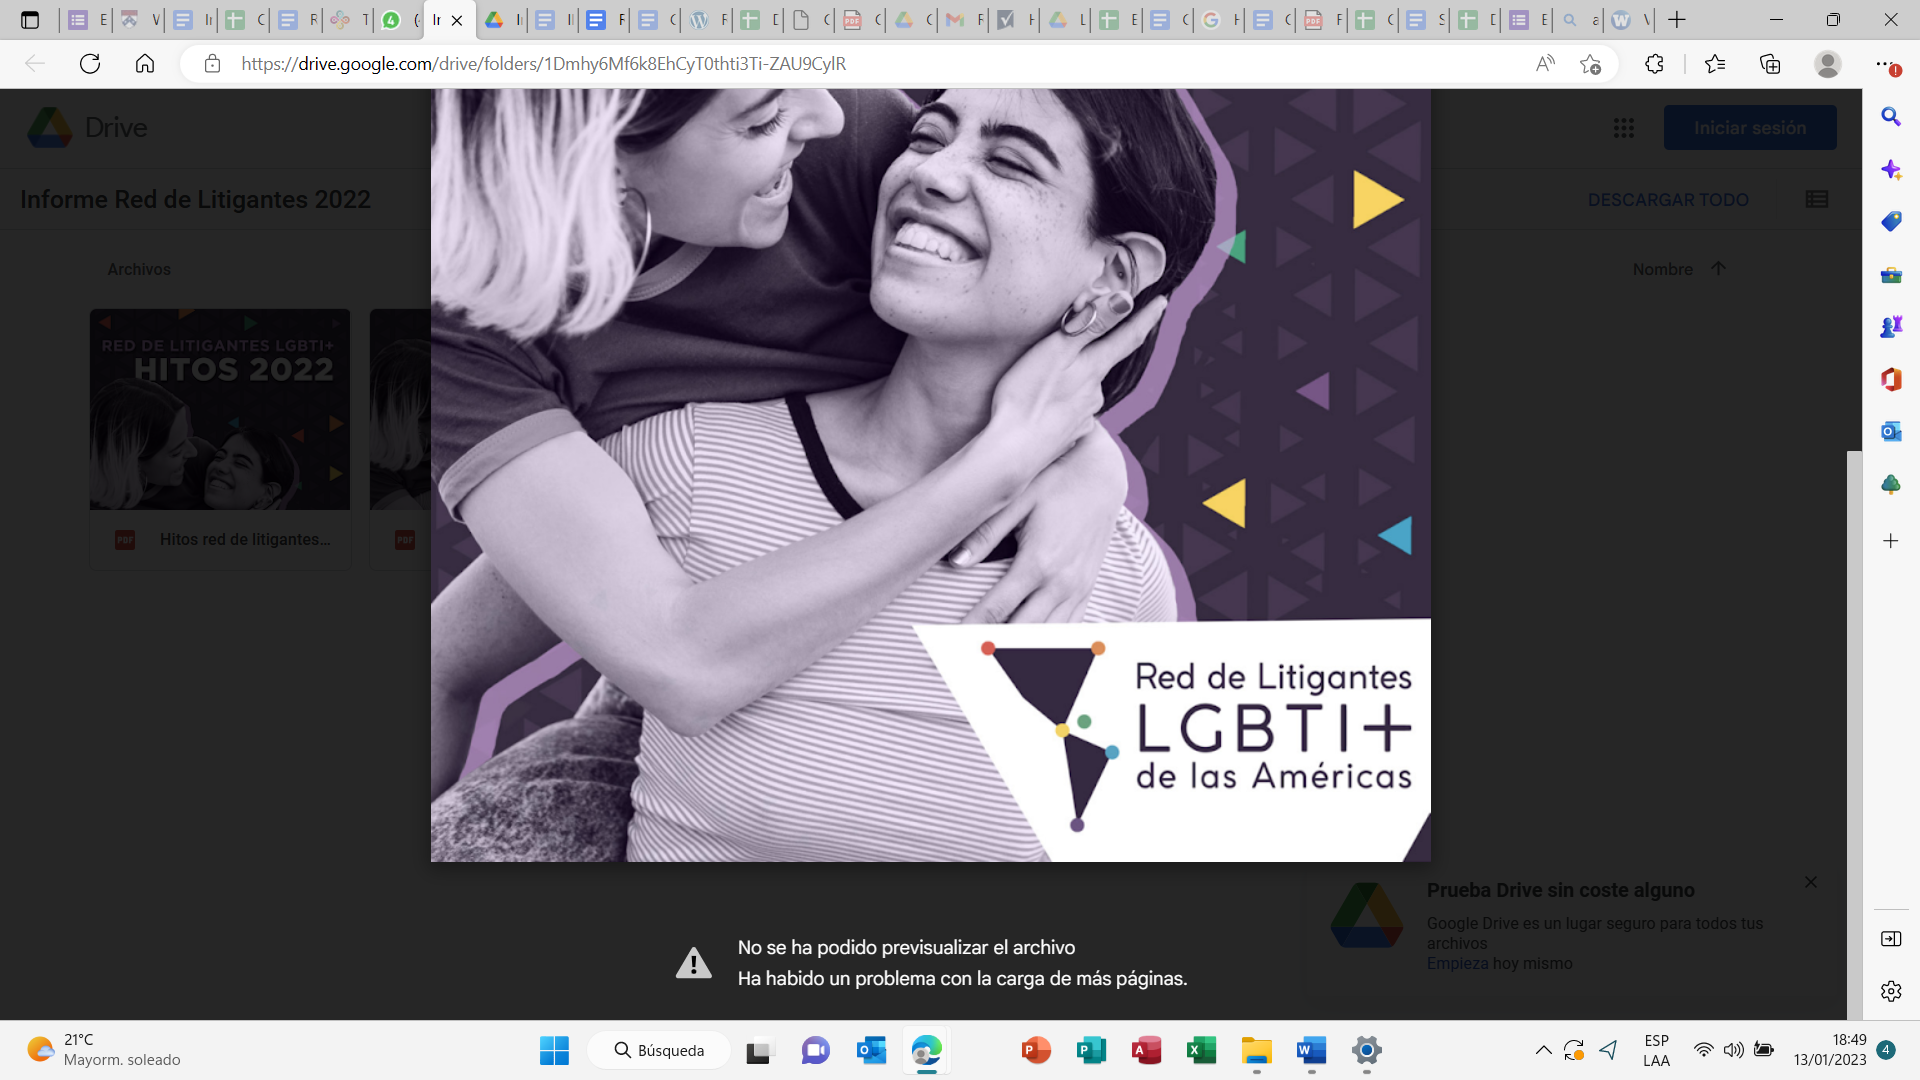 https://drive.google.com/drive/folders/1Dmhy6Mf6k8EhCyT0thti3Ti-ZAU9CylR
Drive
Iniciar sesión
Informe Red de Litigantes 2022
DESCARGAR TODO
Archivos
Nombre
RED DE LITIGANTES LGBTI+
HITOS 2022
PDF
Hitos red de litigantes...
PDF
Red de Litigantes
LGBTI+
de las Américas
No se ha podido previsualizar el archivo
Ha habido un problema con la carga de más páginas.
Prueba Drive sin coste alguno
Google Drive es un lugar seguro para todos tus
archivos
Empieza hoy mismo
21°C
Mayorm. soleado
Búsqueda
ESP
LAA
18:49
13/01/2023
4